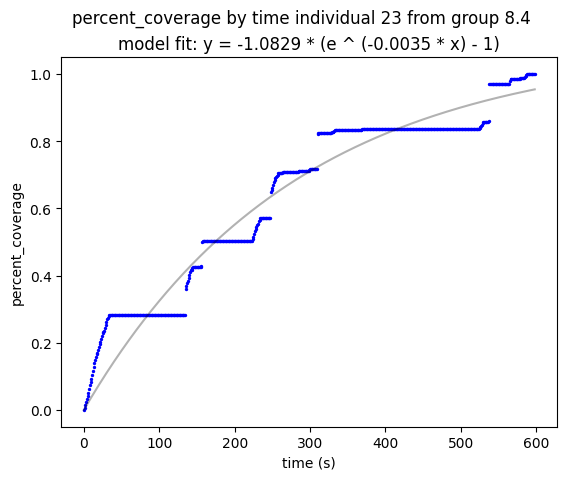 percent_coverage by time individual 23 from group 8.4
model fit: y = -1.0829 * (e ^ (-0.0035 * x) - 1)
1.0
0.8
0.6
0.4
0.2
0.0
percent_coverage
0 100 200 300 400 500 600
time (s)